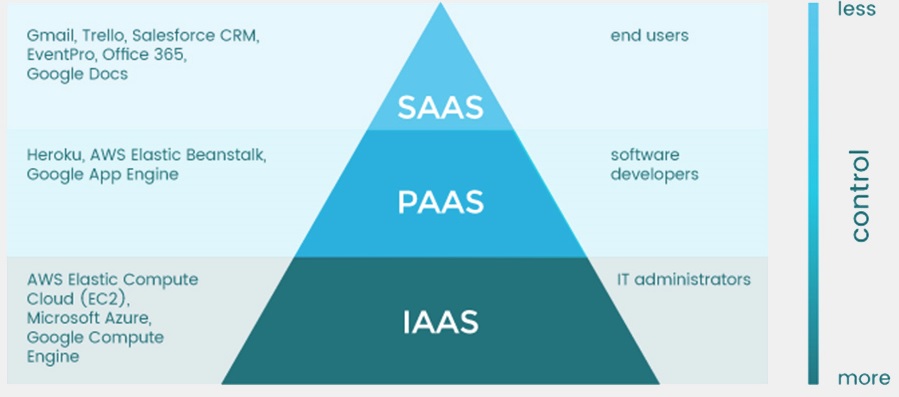 Gmail, Trello, Salesforce CRM,
EventPro, Office 365,
Google Docs
SAAS
end users
Heroku, AWS Elastic Beanstalk,
Google App Engine
PAAS
software
developers
AWS Elastic Compute
Cloud (EC2),
Microsoft Azure,
Google Compute
Engine
IAAS
IT administrators
less
control
more